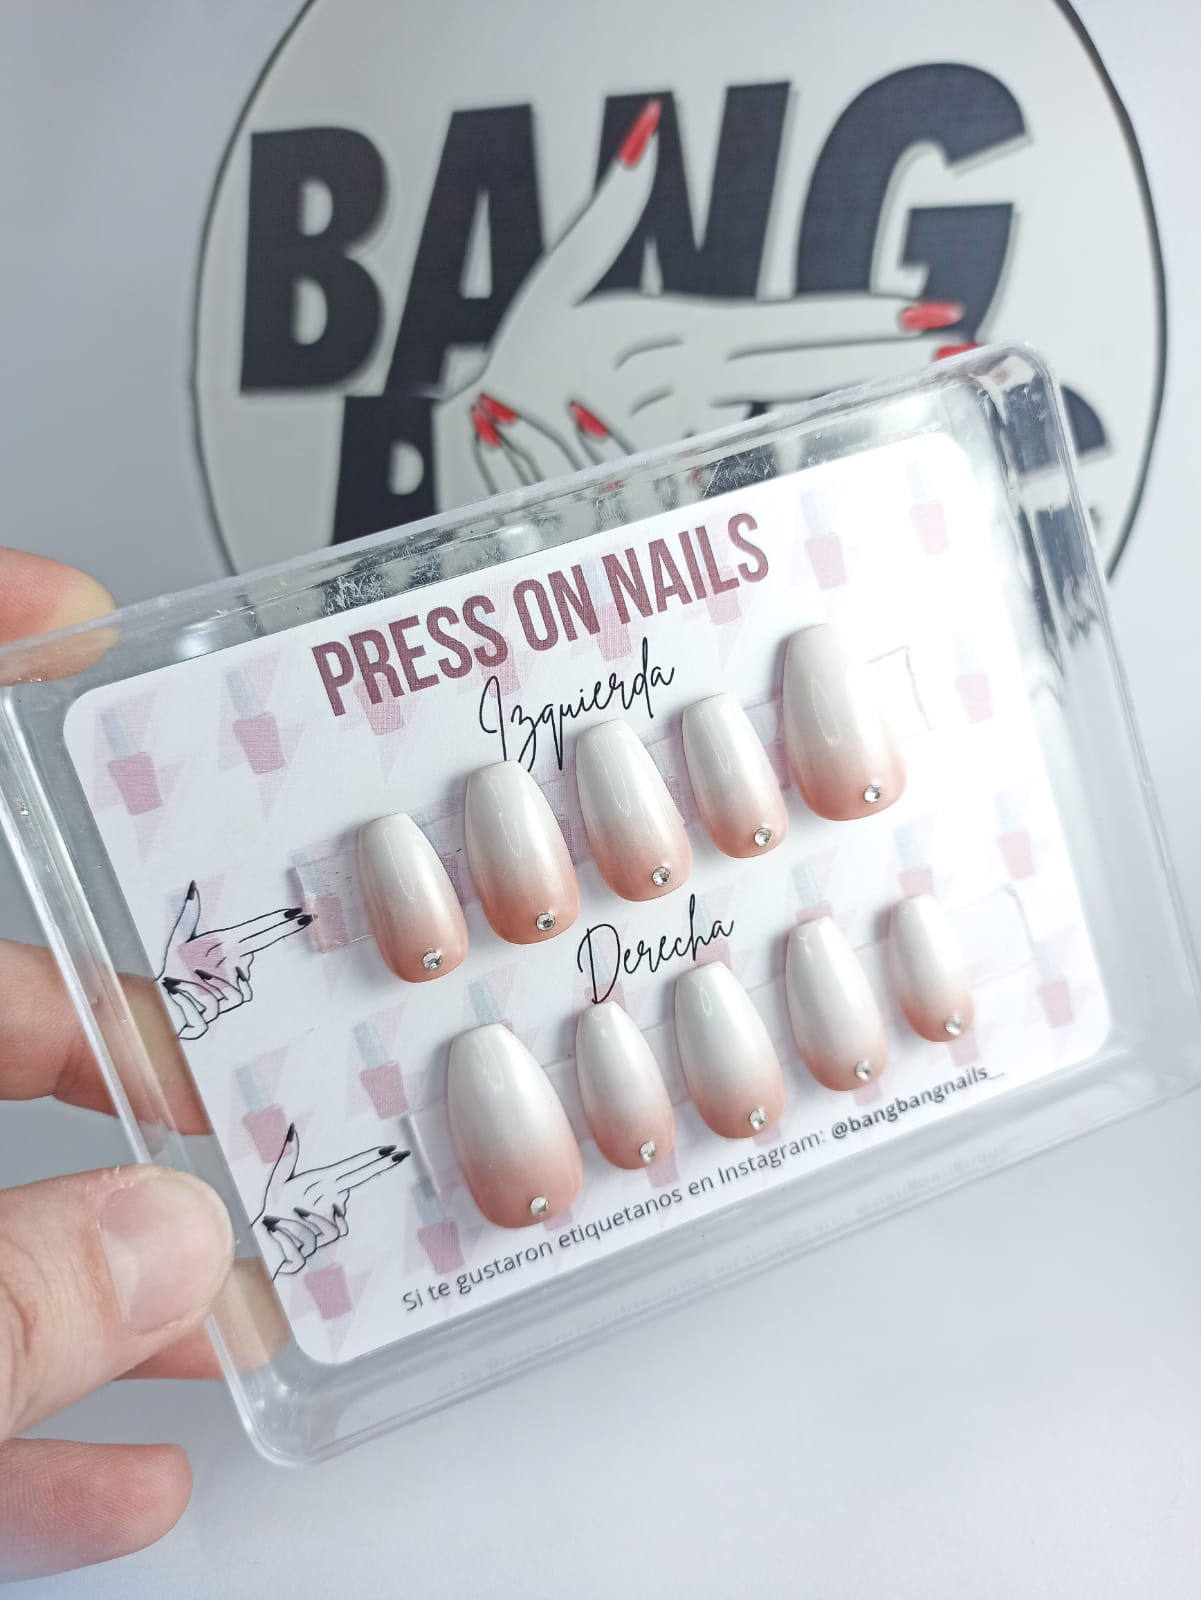 BANG
PRESS ON NAILS
Izquierda
Derecha
Si te gustaron etiquetanos en Instagram: @bangbangnails_